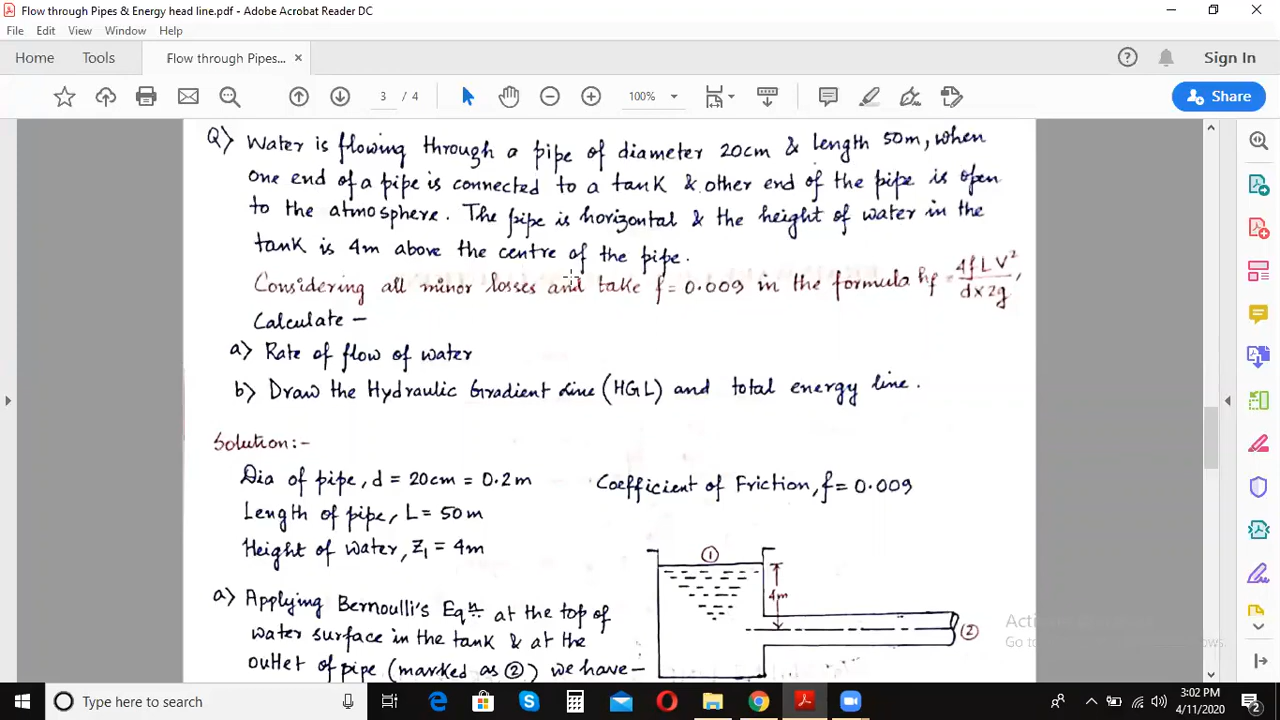 Flow through Pipes & Energy head line.pdf - Adobe Acrobat Reader DC
File Edit View Window Help
Home Tools Flow through Pipes... × Sign In
3 / 4 100% Share
Q) Water is flowing through a pipe of diameter 20cm & length 50m, when
one end of a pipe is connected to a tank & other end of the pipe is open
to the atmosphere. The pipe is horizontal & the height of water in the
tank is 4m above the centre of the pipe.
Considering all minor losses and take f = 0.009 in the formula hf = 4fLV²/d×2g,
Calculate –
a) Rate of flow of water
b) Draw the Hydraulic Gradient Line (HGL) and total energy line.
Solution:-
Dia of pipe, d = 20cm = 0.2m
Coefficient of Friction, f = 0.009
Length of pipe, L = 50m
Height of water, Z₁ = 4m
①
4m
②
a) Applying Bernoulli's Eqn. at the top of
water surface in the tank & at the
outlet of pipe (marked as ②) we have –
Type here to search
3:02 PM
4/11/2020
2